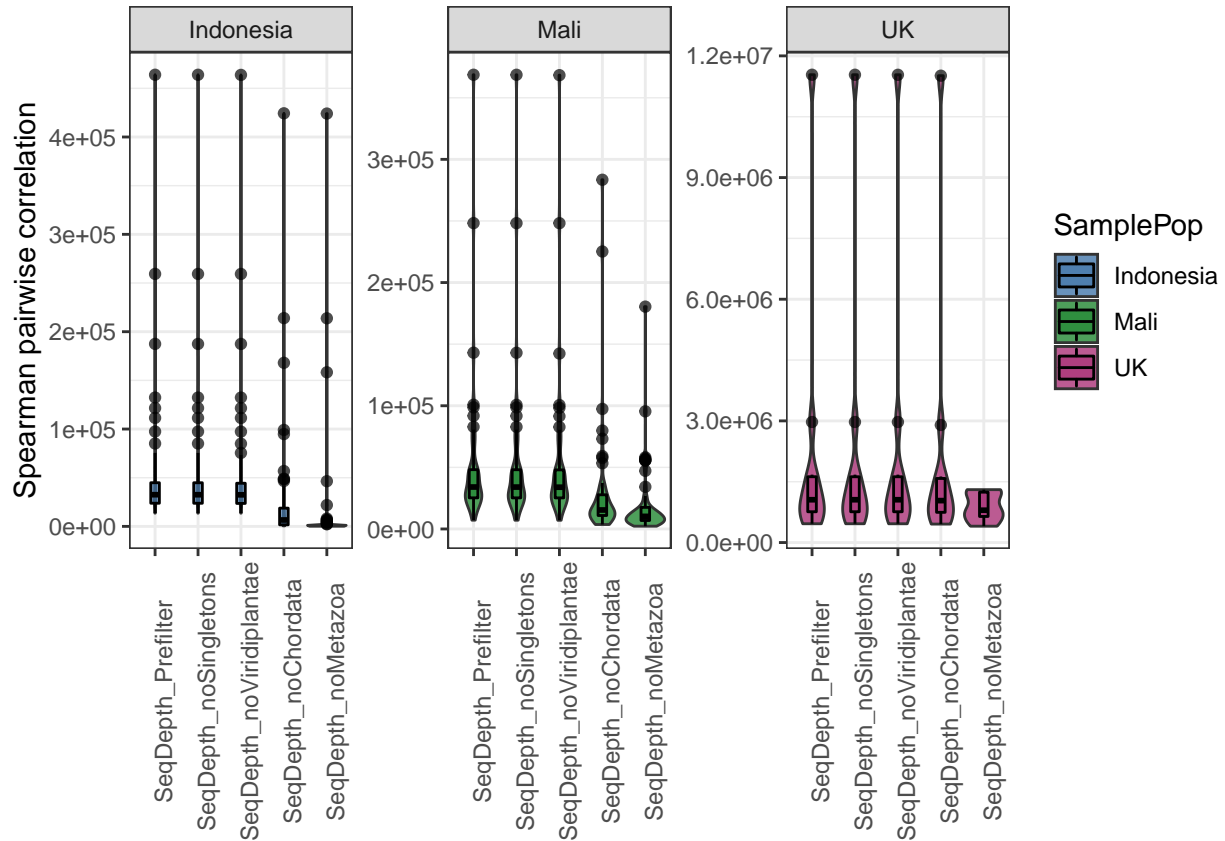 Indonesia
Mali
UK
Spearman pairwise correlation
4e+05
3e+05
2e+05
1e+05
0e+00
3e+05
2e+05
1e+05
0e+00
1.2e+07
9.0e+06
6.0e+06
3.0e+06
0.0e+00
SeqDepth_Prefilter
SeqDepth_noSingletons
SeqDepth_noViridiplantae
SeqDepth_noChordata
SeqDepth_noMetazoa
SeqDepth_Prefilter
SeqDepth_noSingletons
SeqDepth_noViridiplantae
SeqDepth_noChordata
SeqDepth_noMetazoa
SeqDepth_Prefilter
SeqDepth_noSingletons
SeqDepth_noViridiplantae
SeqDepth_noChordata
SeqDepth_noMetazoa
SamplePop
Indonesia
Mali
UK